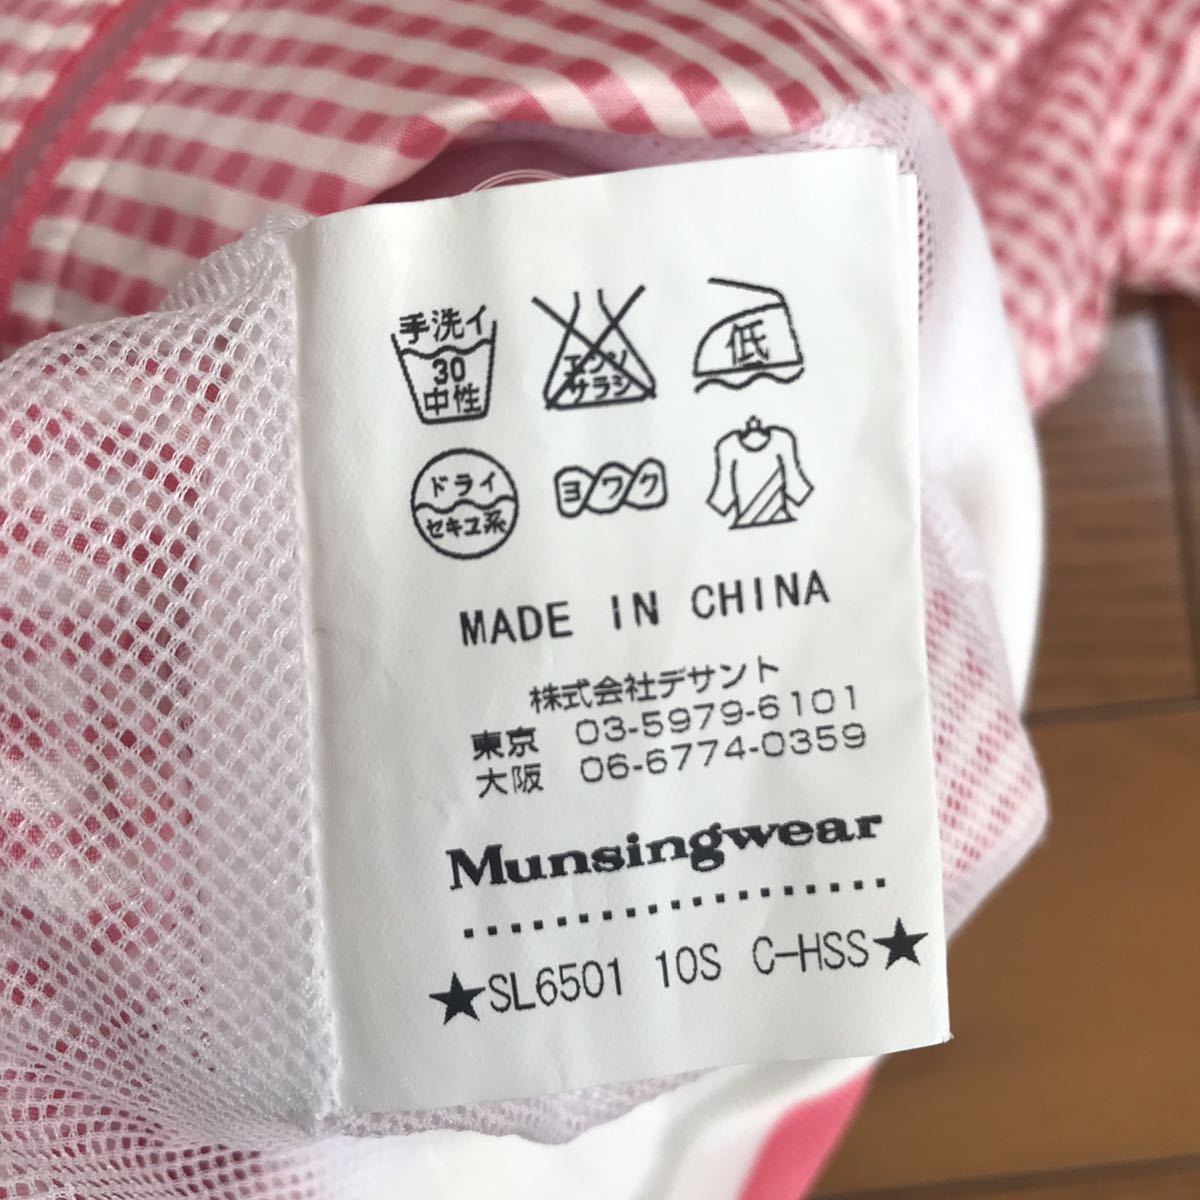 手洗イ
30
中性
エンソ
サラシ
低
ドライ
セキユ系
ヨワク
MADE IN CHINA
株式会社デサント
東京 03-5979-6101
大阪 06-6774-0359
Munsingwear
★SL6501 10S C-HSS★